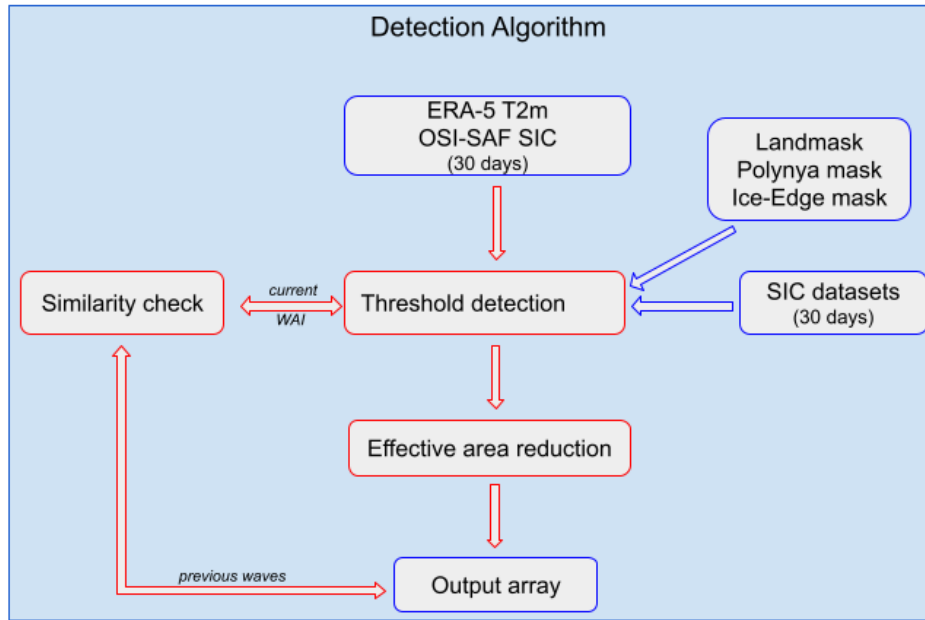 Detection Algorithm
ERA-5 T2m
OSI-SAF SIC
(30 days)
Landmask
Polynya mask
Ice-Edge mask
Similarity check
current
WAI
Threshold detection
SIC datasets
(30 days)
Effective area reduction
previous waves
Output array